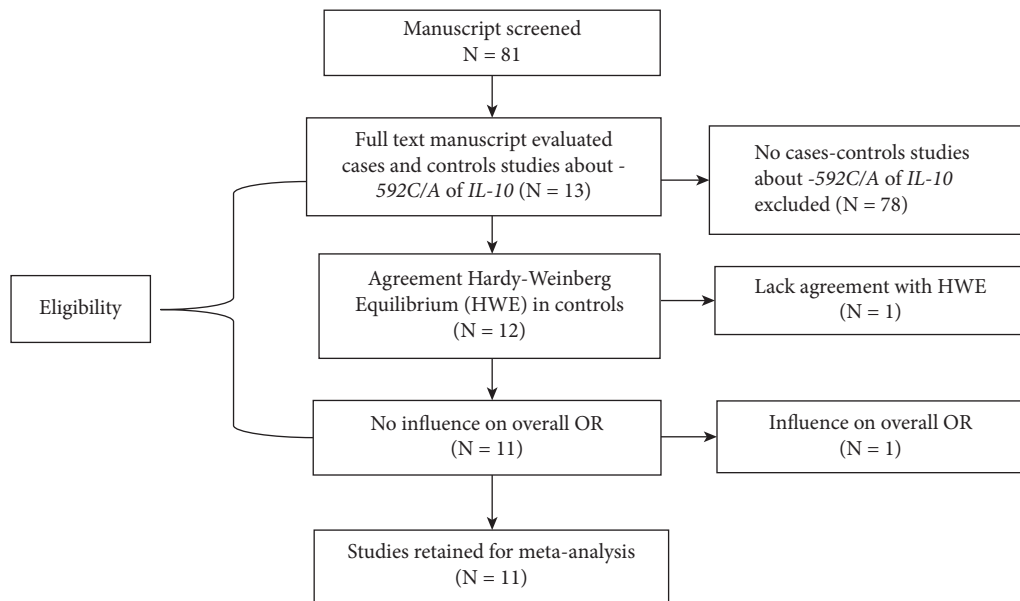 Manuscript screened
N = 81
Full text manuscript evaluated
cases and controls studies about -
592C/A of IL-10 (N = 13)
No cases-controls studies
about -592C/A of IL-10
excluded (N = 78)
Eligibility
Agreement Hardy-Weinberg
Equilibrium (HWE) in controls
(N = 12)
Lack agreement with HWE
(N = 1)
No influence on overall OR
(N = 11)
Influence on overall OR
(N = 1)
Studies retained for meta-analysis
(N = 11)